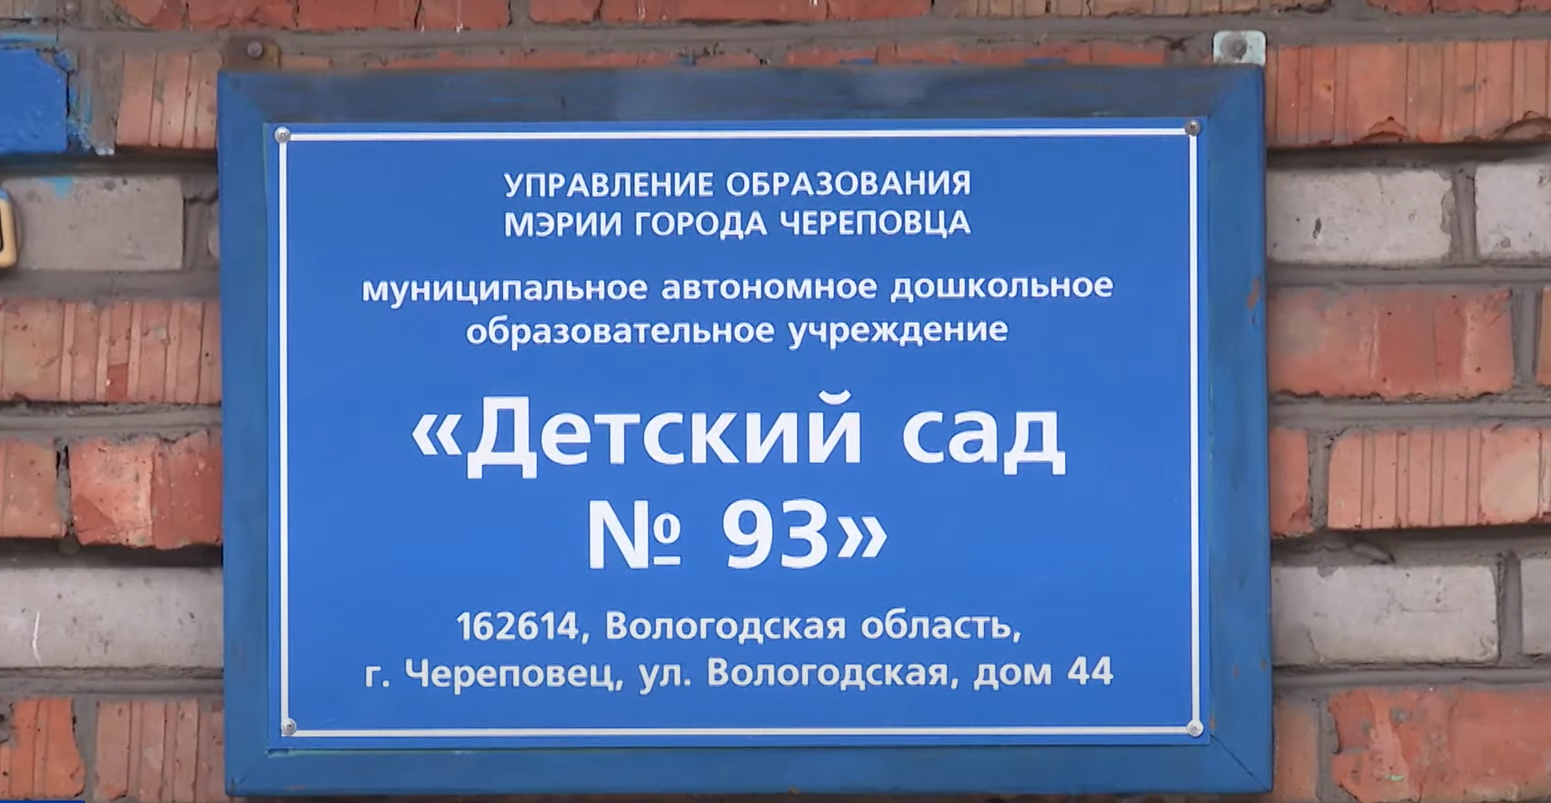 УПРАВЛЕНИЕ ОБРАЗОВАНИЯ
МЭРИИ ГОРОДА ЧЕРЕПОВЦА
муниципальное автономное дошкольное
образовательное учреждение
«Детский сад
№ 93»
162614, Вологодская область,
г. Череповец, ул. Вологодская, дом 44